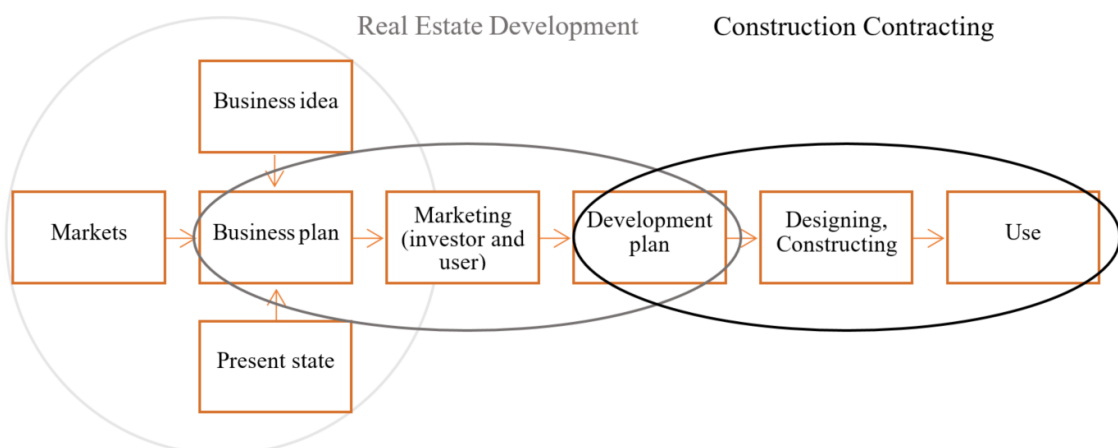 Real Estate Development
Construction Contracting
Business idea
Markets
Business plan
Marketing
(investor and
user)
Development
plan
Designing,
Constructing
Use
Present state